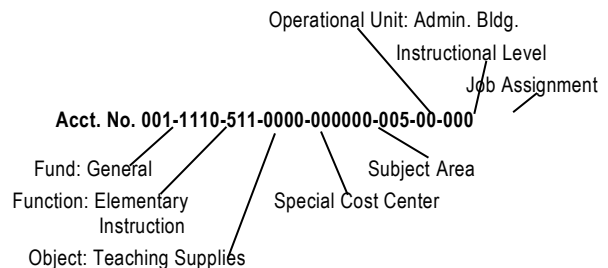 Operational Unit: Admin. Bldg.
Instructional Level
Job Assignment
Acct. No. 001-1110-511-0000-000000-005-00-000
Fund: General
Subject Area
Function: Elementary
Special Cost Center
Instruction
Object: Teaching Supplies